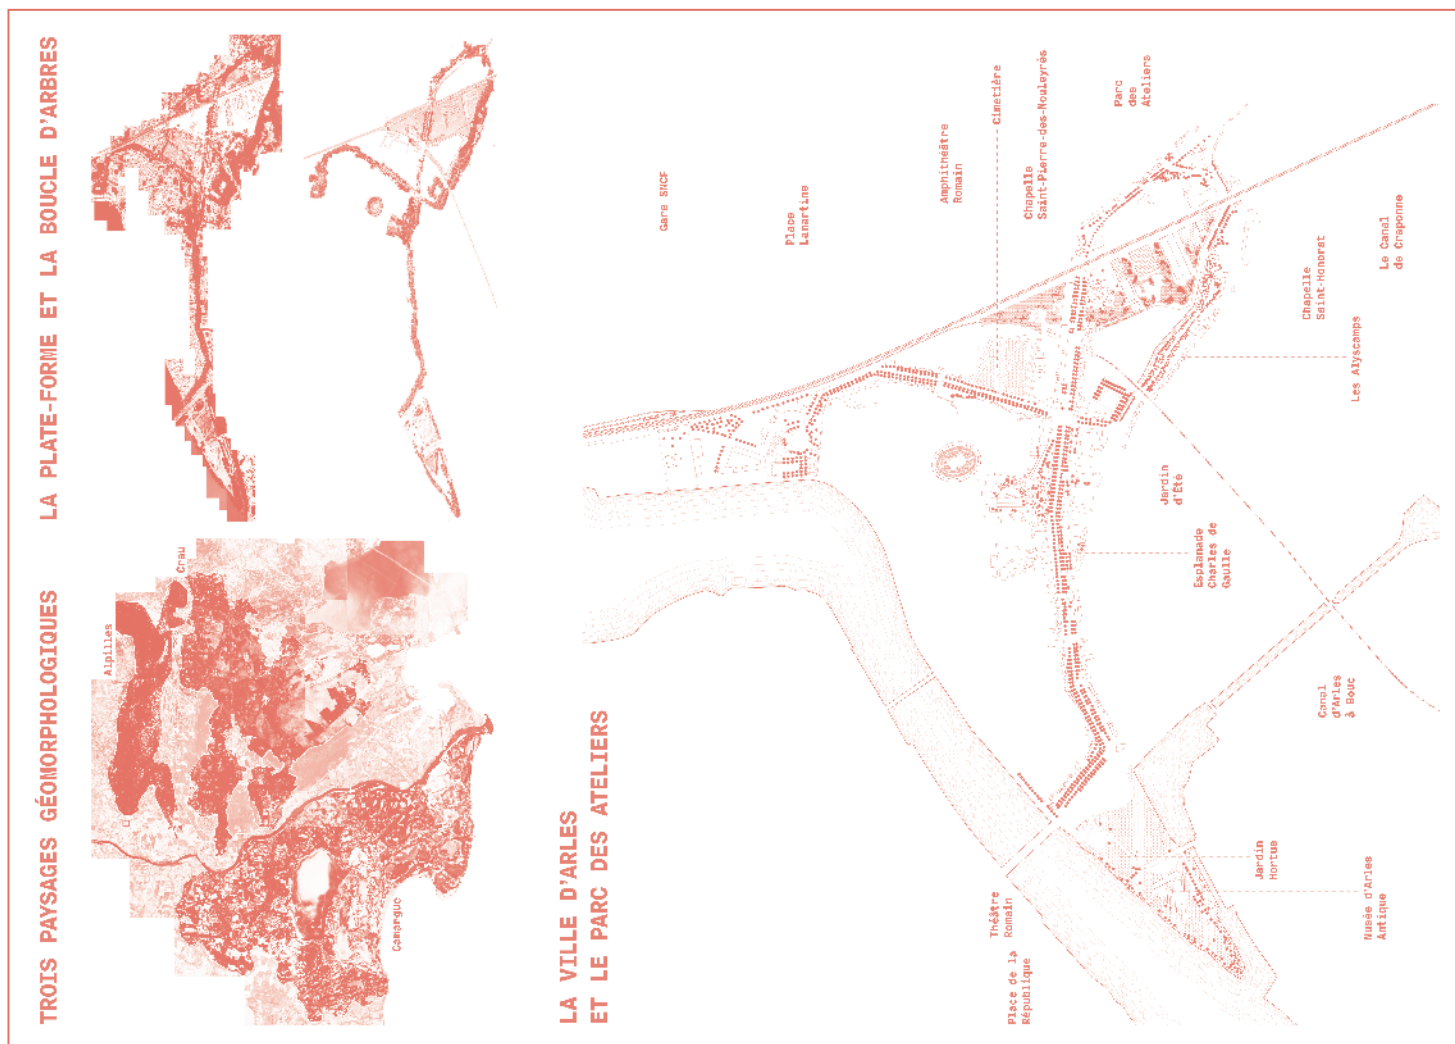 TROIS PAYSAGES GÉOMORPHOLOGIQUES
Alpilles
Crau
Camargue
LA PLATE-FORME ET LA BOUCLE D'ARBRES
LA VILLE D'ARLES
ET LE PARC DES ATELIERS
Gare SNCF
Place
Lamartine
Amphithéâtre
Romain
Cimetière
Chapelle
Saint-Pierre-des-Mouleyrès
Parc
des
Ateliers
Théâtre
Romain
Place de la
République
Jardin
d'Été
Esplanade
Charles de
Gaulle
Jardin
Hortus
Chapelle
Saint-Honorat
Les Alyscamps
Le Canal
de Craponne
Canal
d'Arles
à Bouc
Musée d'Arles
Antique